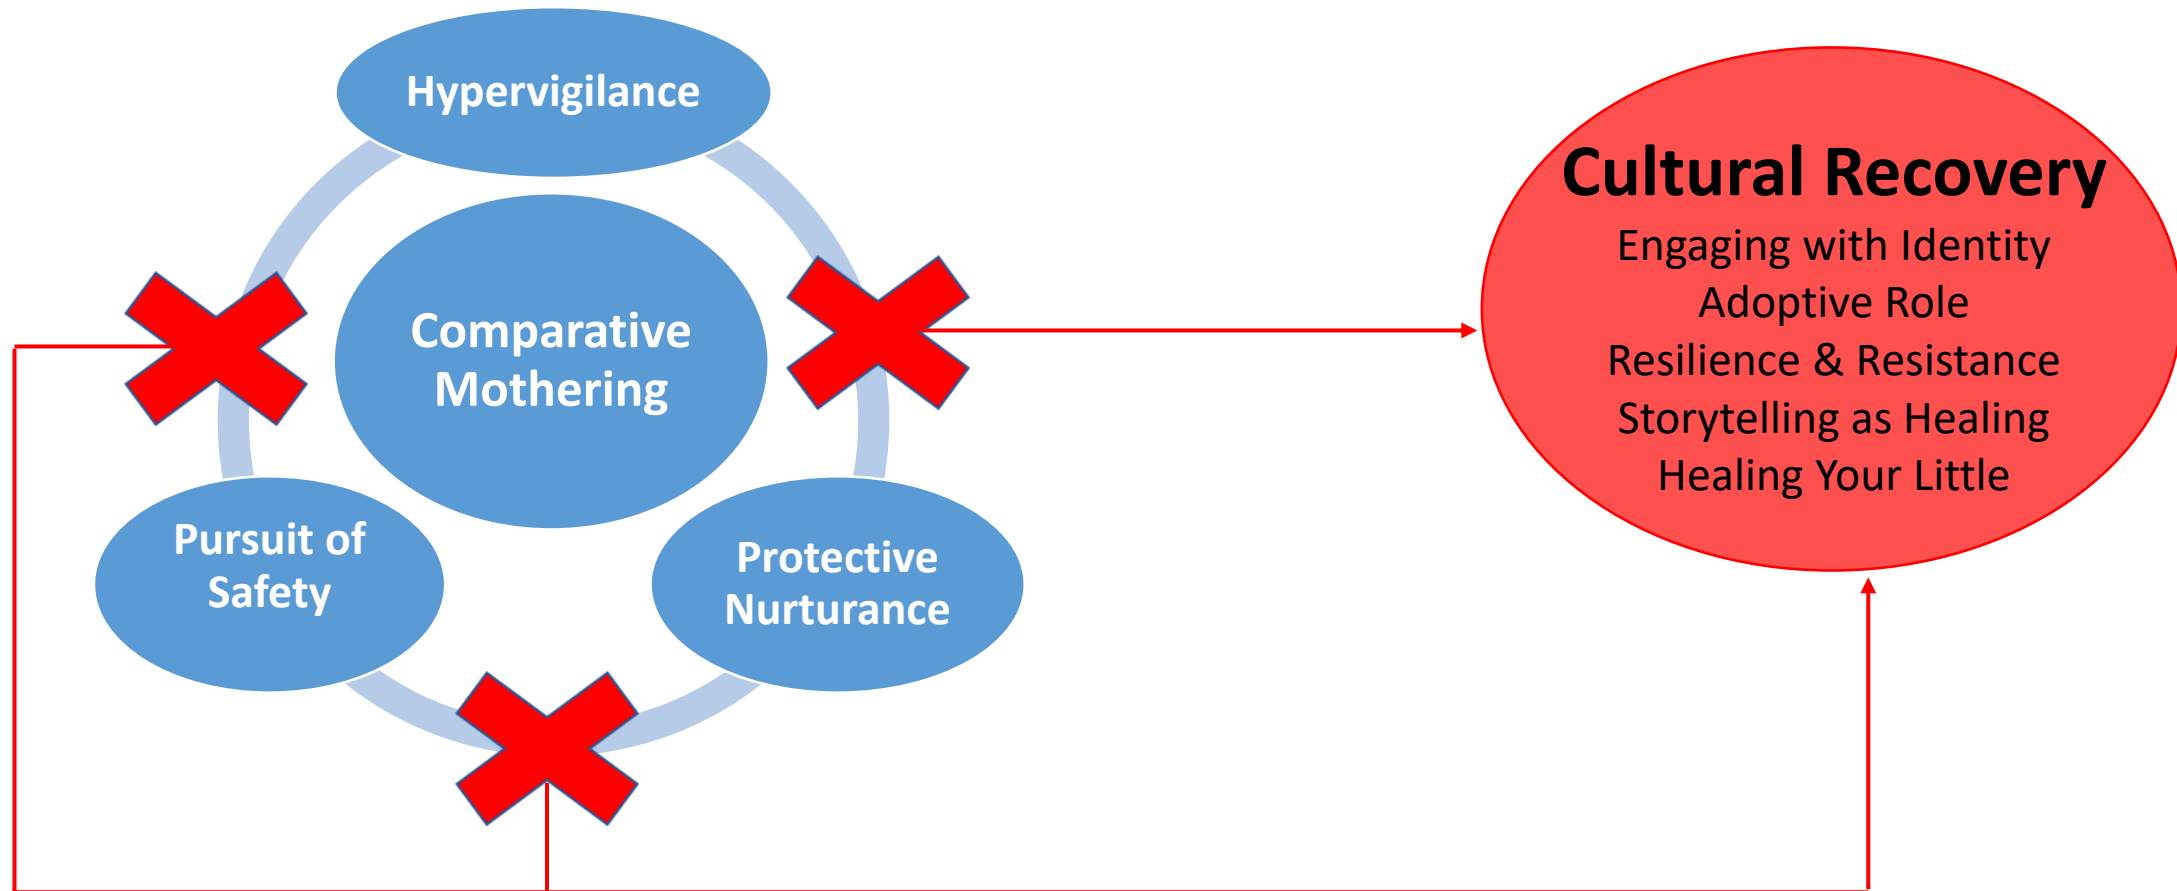 Hypervigilance
Comparative
Mothering
Pursuit of
Safety
Protective
Nurturance
Cultural Recovery
Engaging with Identity
Adoptive Role
Resilience & Resistance
Storytelling as Healing
Healing Your Little